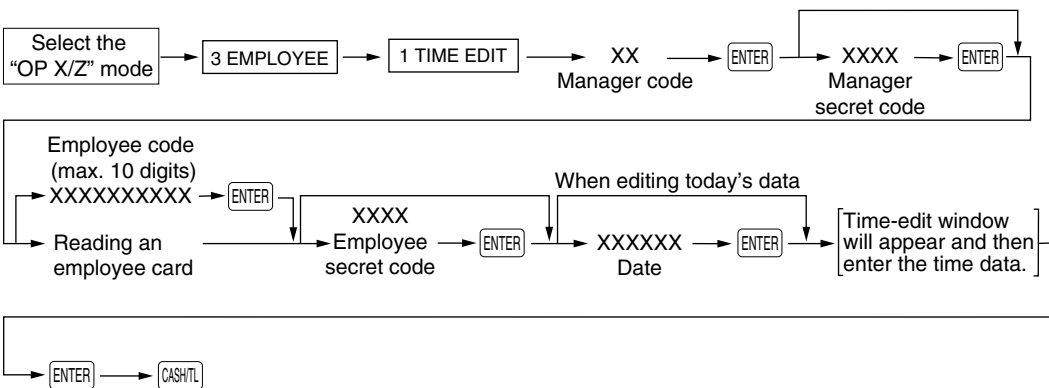 Select the
“OP X/Z” mode
3 EMPLOYEE
1 TIME EDIT
XX
Manager code
ENTER
XXXX
Manager
secret code
ENTER
Employee code
(max. 10 digits)
XXXXXXXXXX
ENTER
Reading an
employee card
XXXX
Employee
secret code
ENTER
When editing today’s data
XXXXXX
Date
ENTER
Time-edit window
will appear and then
enter the time data.
ENTER
CASH/TL